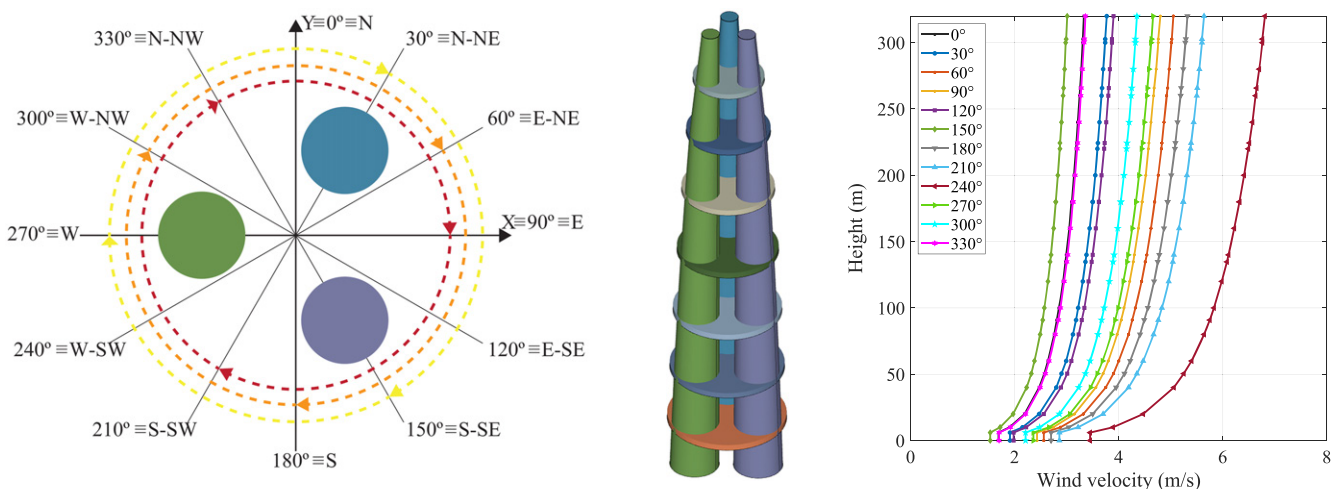 Y≡0º≡N
330º≡N-NW
30º≡N-NE
300º≡W-NW
60º≡E-NE
270º≡W
X≡90º≡E
240º≡W-SW
120º≡E-SE
210º≡S-SW
150º≡S-SE
180º≡S
Height (m)
300
250
200
150
100
50
0
0°
30°
60°
90°
120°
150°
180°
210°
240°
270°
300°
330°
0 2 4 6 8
Wind velocity (m/s)